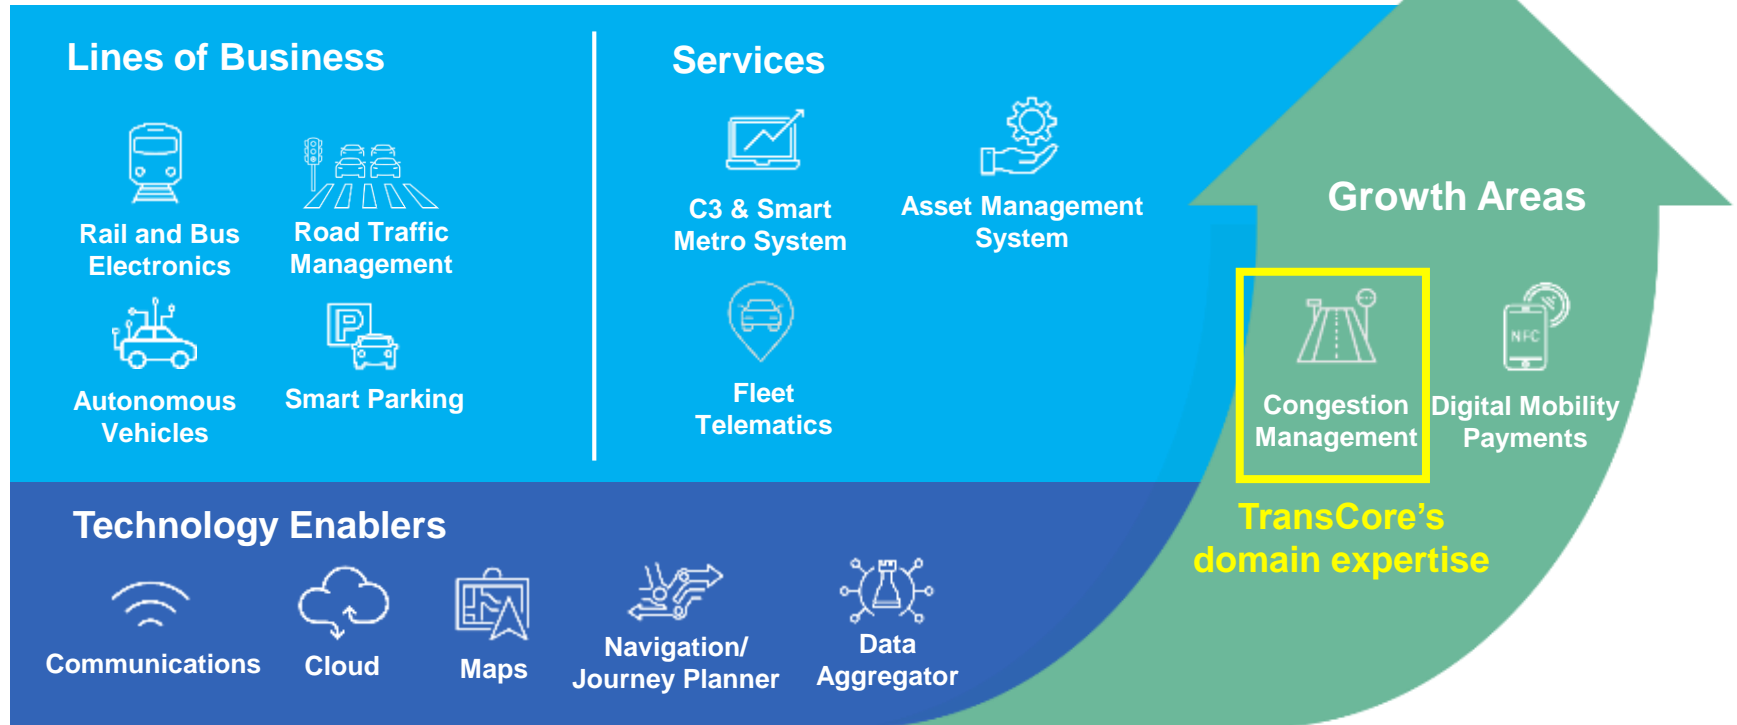 Lines of Business
Rail and Bus
Electronics
Road Traffic
Management
Autonomous
Vehicles
P
Smart Parking
Services
C3 & Smart
Metro System
Asset Management
System
Fleet
Telematics
Growth Areas
Congestion
Management
NFC
Digital Mobility
Payments
TransCore’s
domain expertise
Technology Enablers
Communications
Cloud
Maps
Navigation/
Journey Planner
Data
Aggregator